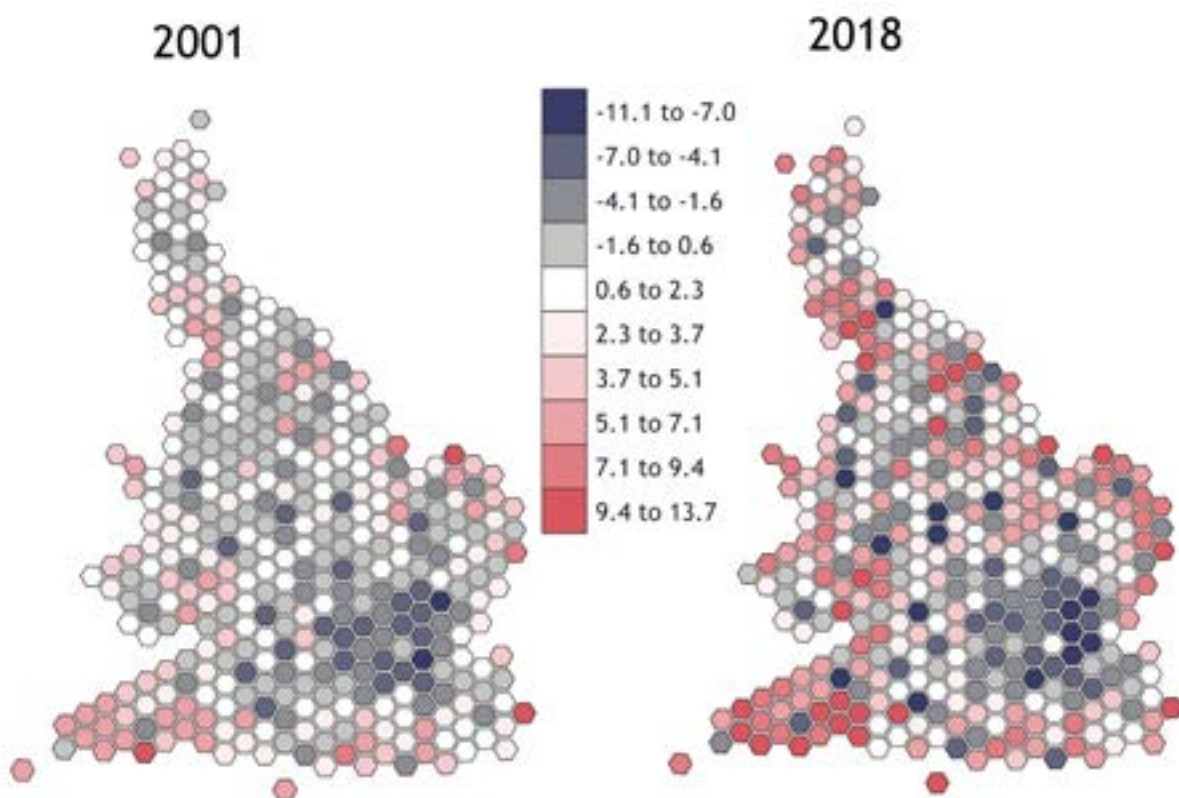 2001
2018
-11.1 to -7.0
-7.0 to -4.1
-4.1 to -1.6
-1.6 to 0.6
0.6 to 2.3
2.3 to 3.7
3.7 to 5.1
5.1 to 7.1
7.1 to 9.4
9.4 to 13.7